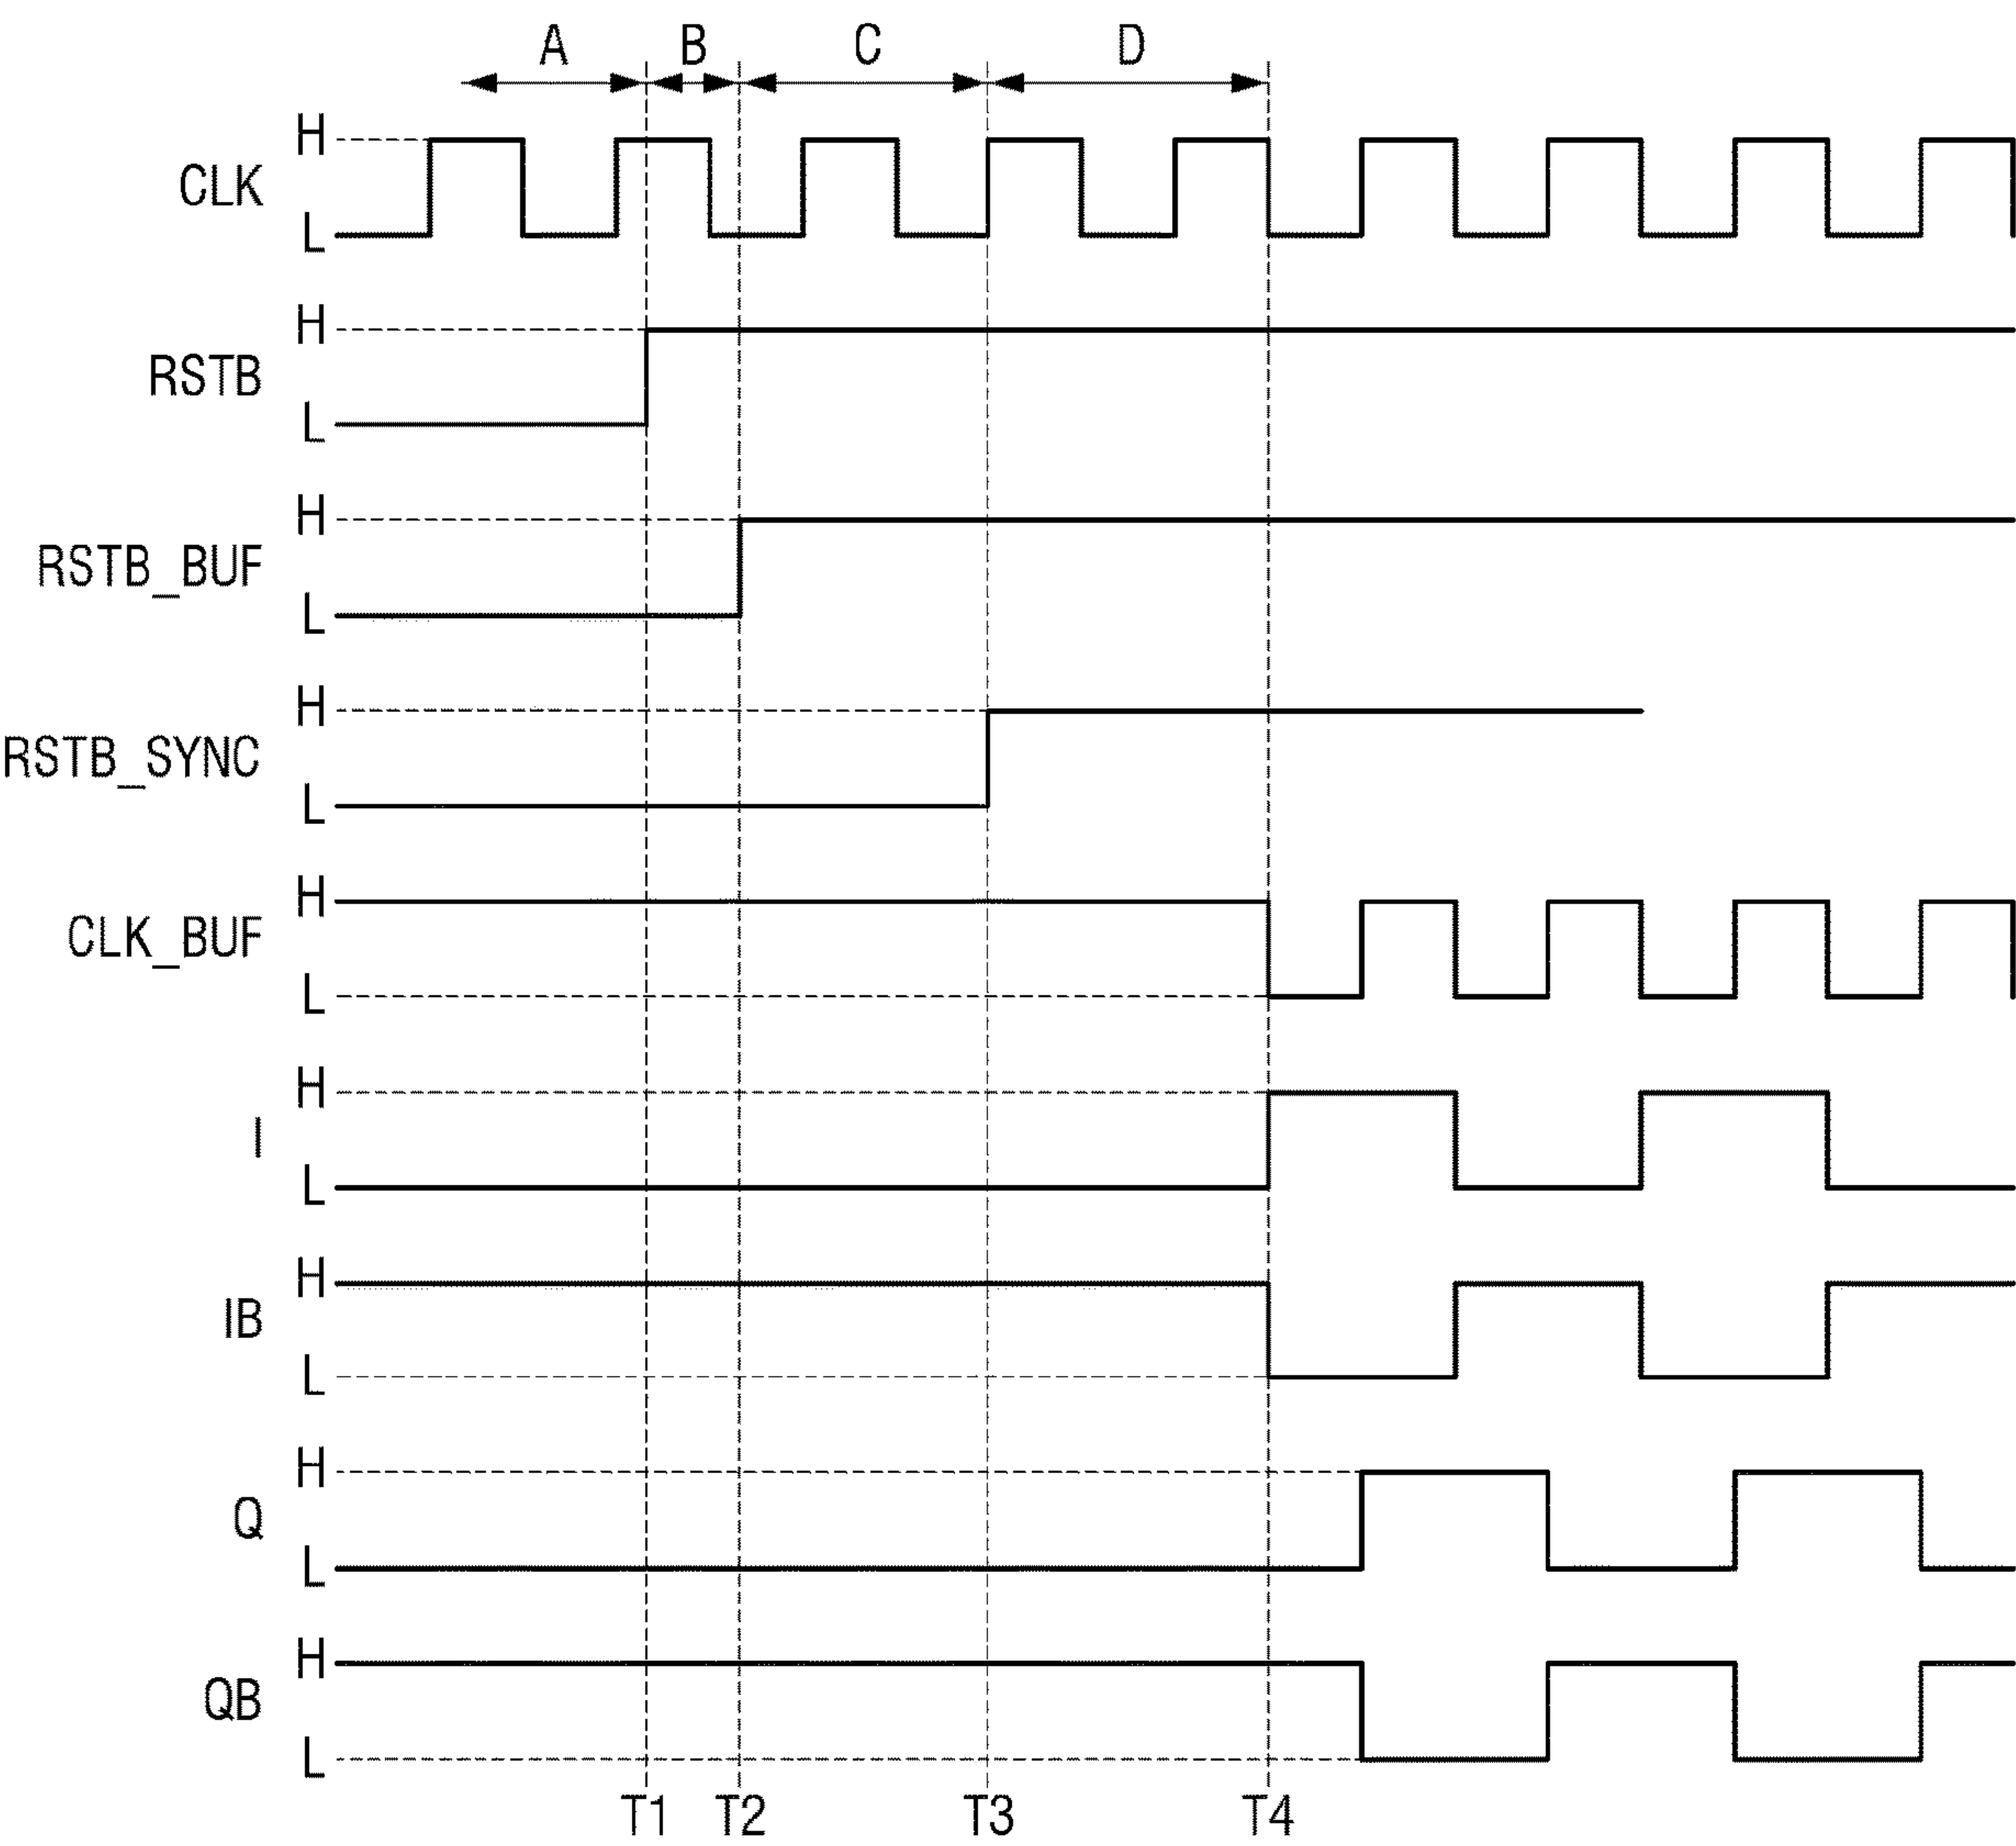 A B C D
H
CLK
L
H
RSTB
L
H
RSTB_BUF
L
H
RSTB_SYNC
L
H
CLK_BUF
L
H
I
L
H
IB
L
H
Q
L
H
QB
L
T1 T2 T3 T4